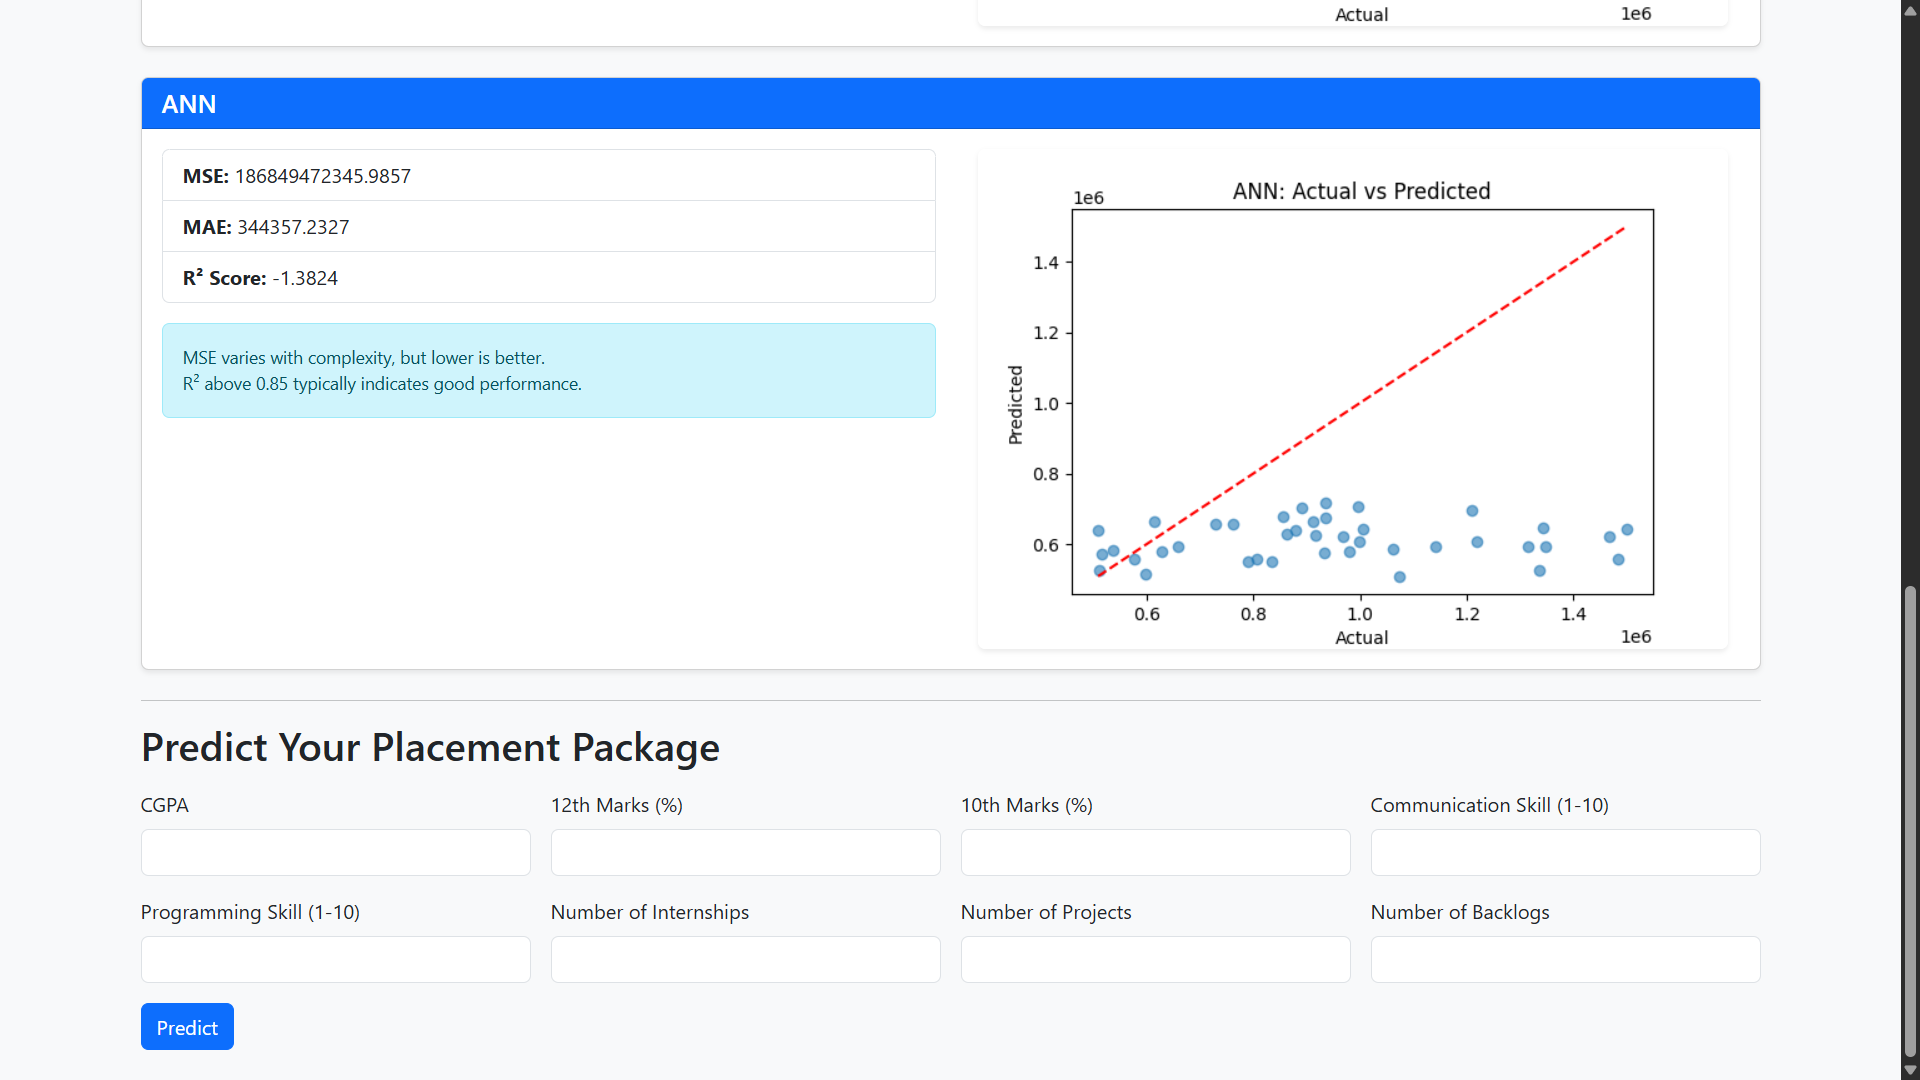 Actual
1e6
ANN
MSE: 186849472345.9857
MAE: 344357.2327
R² Score: -1.3824
MSE varies with complexity, but lower is better.
R² above 0.85 typically indicates good performance.
ANN: Actual vs Predicted
1e6
1.4
1.2
1.0
0.8
0.6
Predicted
0.6 0.8 1.0 1.2 1.4
Actual
1e6
Predict Your Placement Package
CGPA
12th Marks (%)
10th Marks (%)
Communication Skill (1-10)
Programming Skill (1-10)
Number of Internships
Number of Projects
Number of Backlogs
Predict